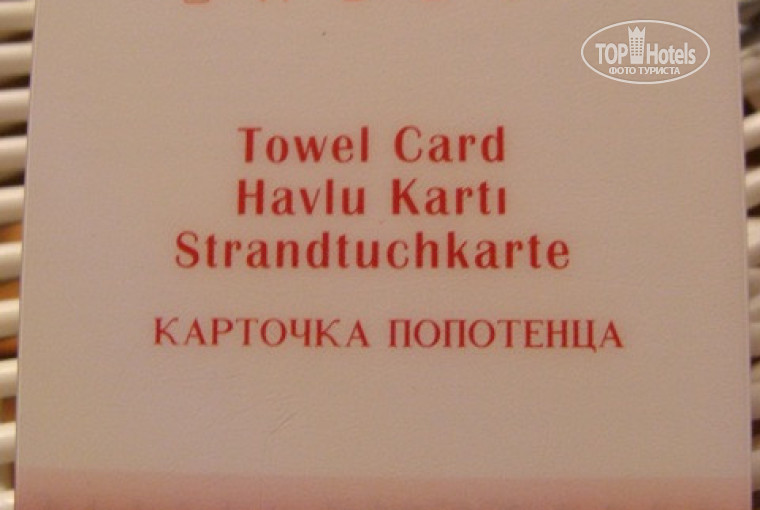 TOP Hotels
ФОТО ТУРИСТА
Towel Card
Havlu Kartı
Strandtuchkarte
КАРТОЧКА ПОПОТЕНЦА